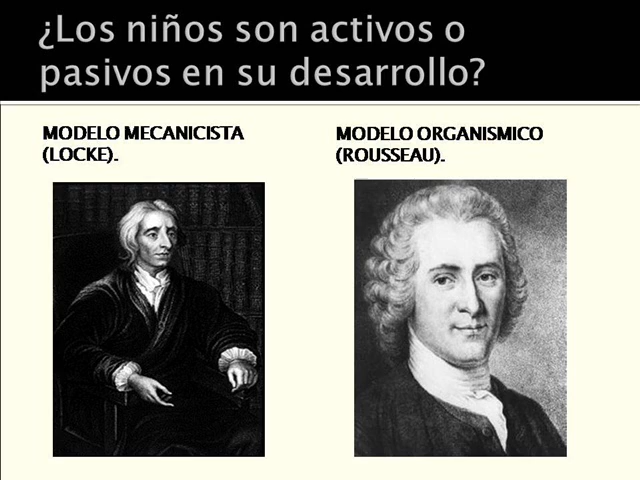 ¿Los niños son activos o
pasivos en su desarrollo?
MODELO MECANICISTA
(LOCKE).
MODELO ORGANISMICO
(ROUSSEAU).